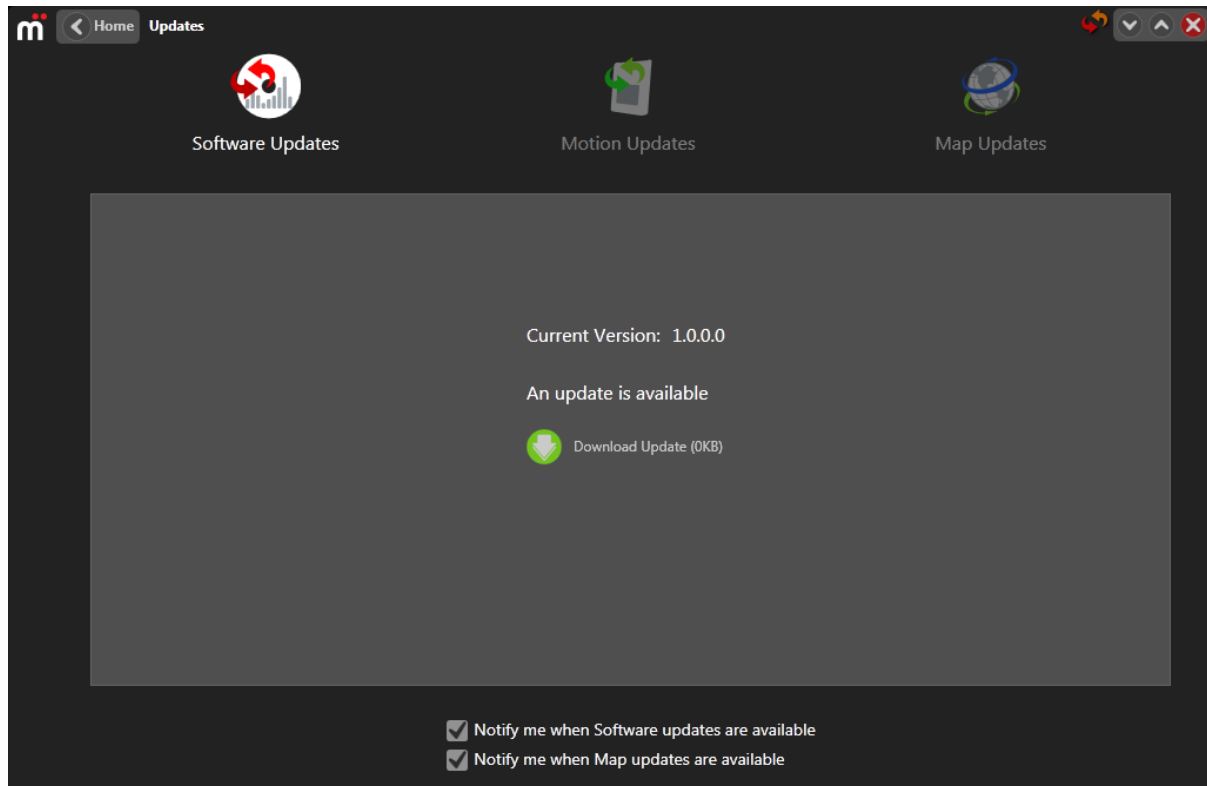 Home Updates
Software Updates Motion Updates Map Updates
Current Version: 1.0.0.0
An update is available
Download Update (0KB)
Notify me when Software updates are available
Notify me when Map updates are available